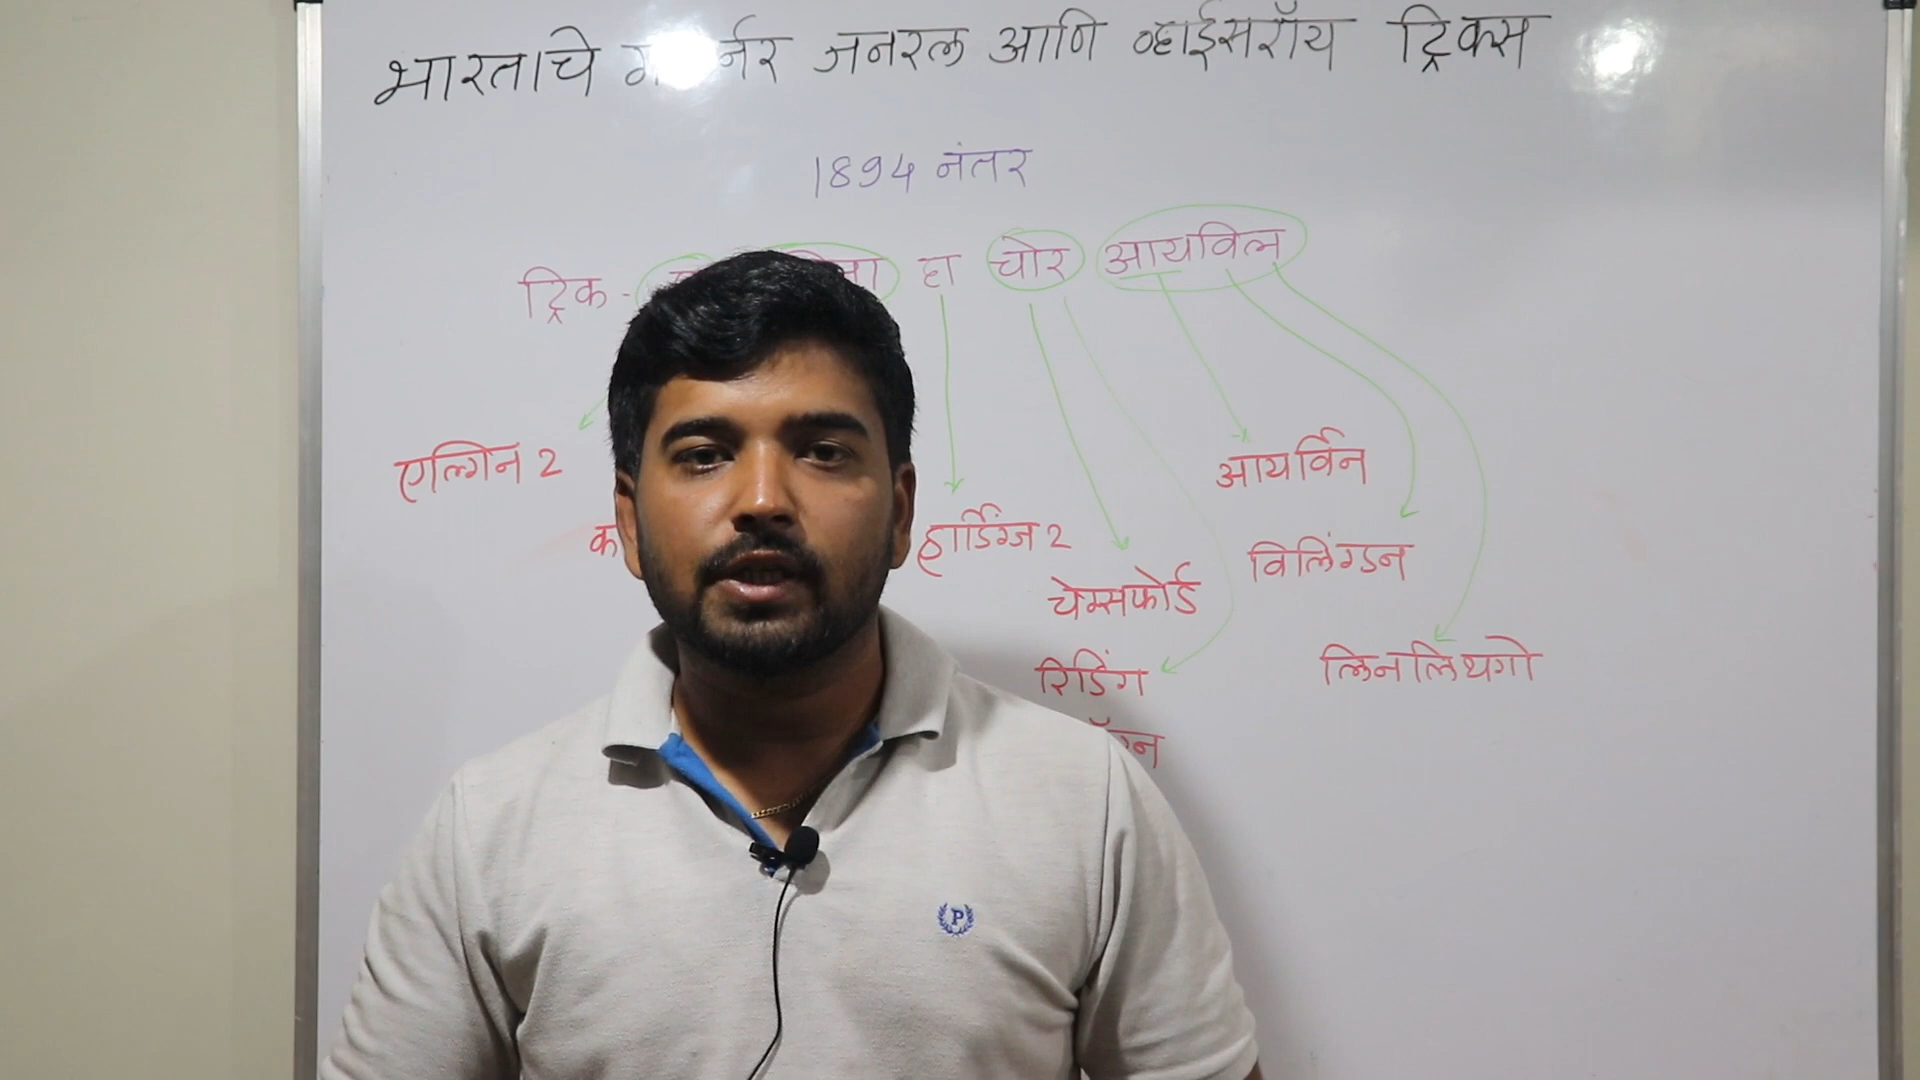 भारताचे जनरल आणि व्हाईसरॉय ट्रिक्स
1894 नंतर
ट्रिक - हा चोर आयविल
एल्गिन 2
हार्डिंग्ज 2
चेम्सफोर्ड
रिडिंग
आयर्विन
विलिंग्डन
लिनलिथगो
P